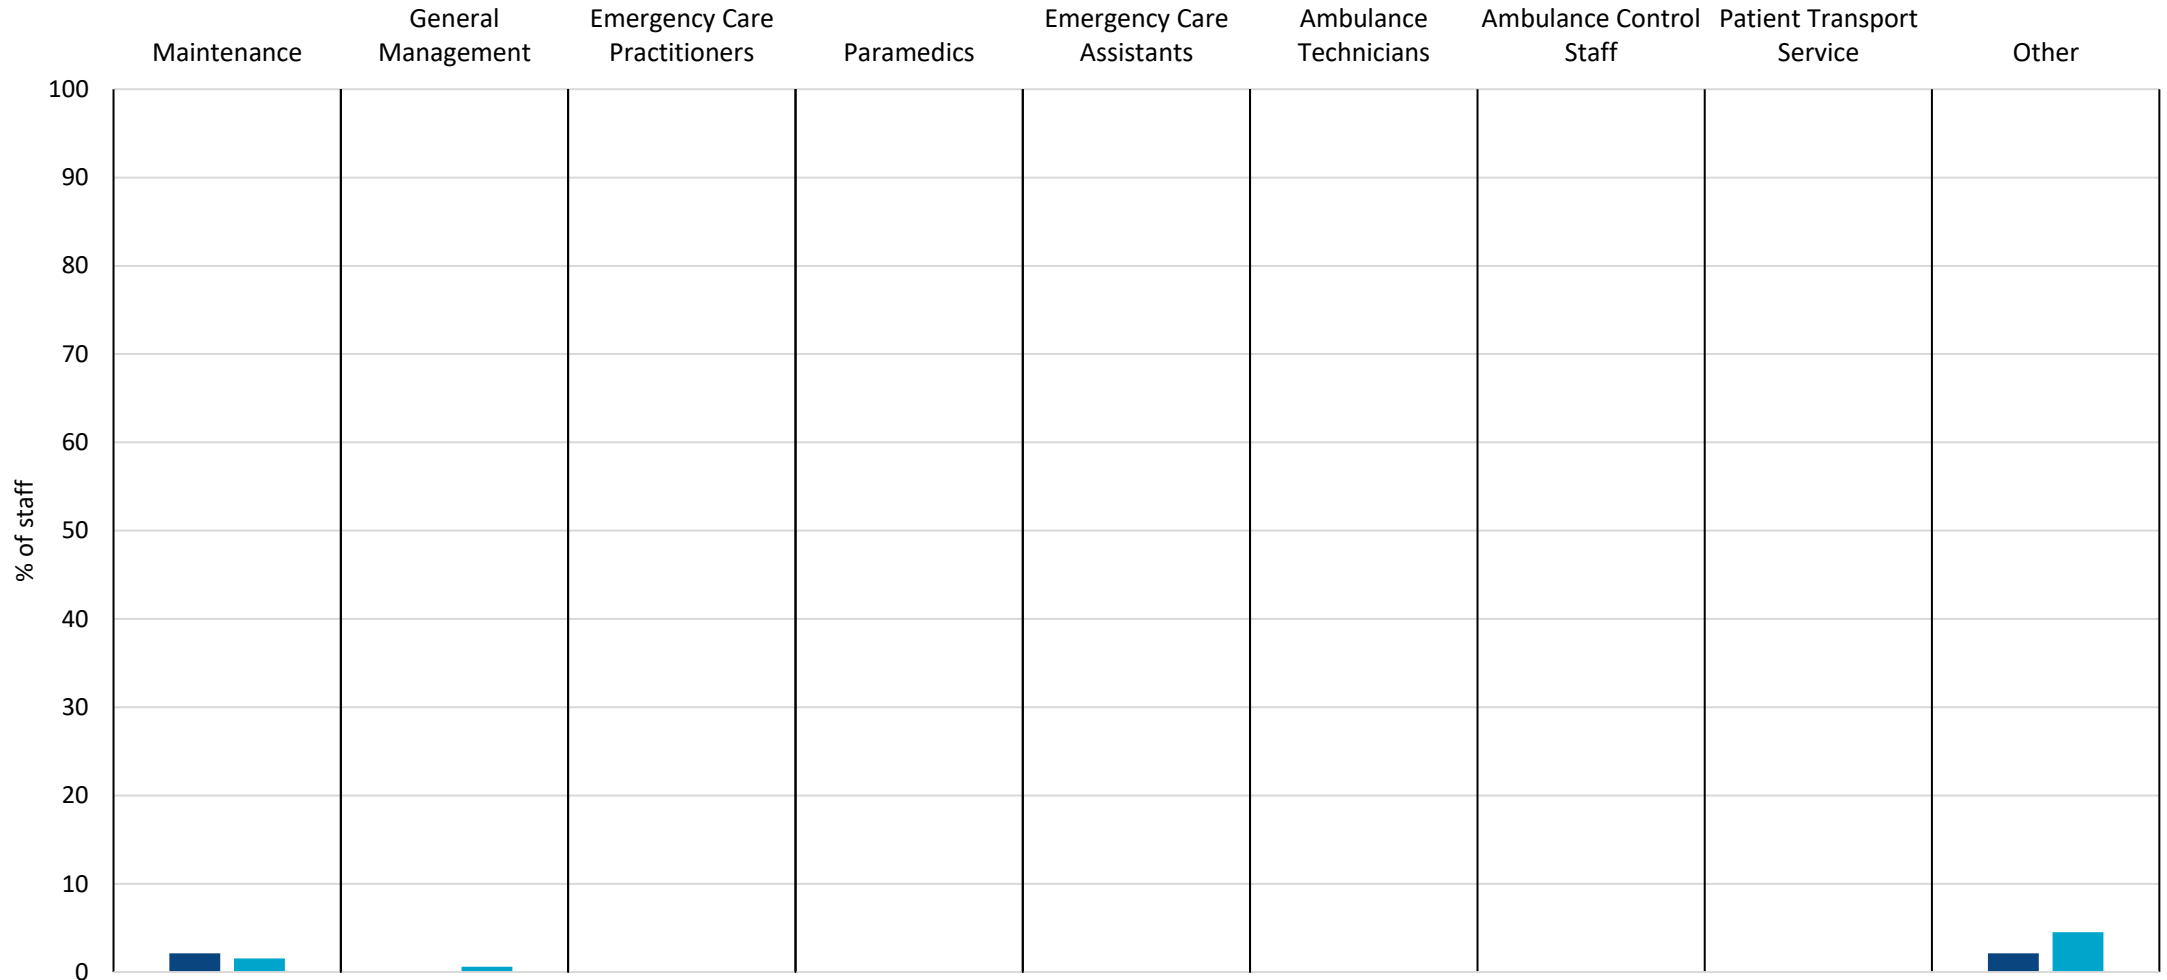 Maintenance
General
Management
Emergency Care
Practitioners
Paramedics
Emergency Care
Assistants
Ambulance
Technicians
Ambulance Control
Staff
Patient Transport
Service
Other
100
90
80
70
60
50
40
30
20
10
0
% of staff